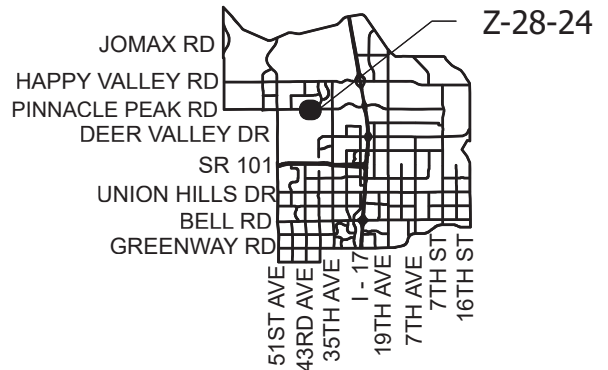 Z-28-24
JOMAX RD
HAPPY VALLEY RD
PINNACLE PEAK RD
DEER VALLEY DR
SR 101
UNION HILLS DR
BELL RD
GREENWAY RD
51ST AVE
43RD AVE
35TH AVE
I - 17
19TH AVE
7TH AVE
7TH ST
16TH ST